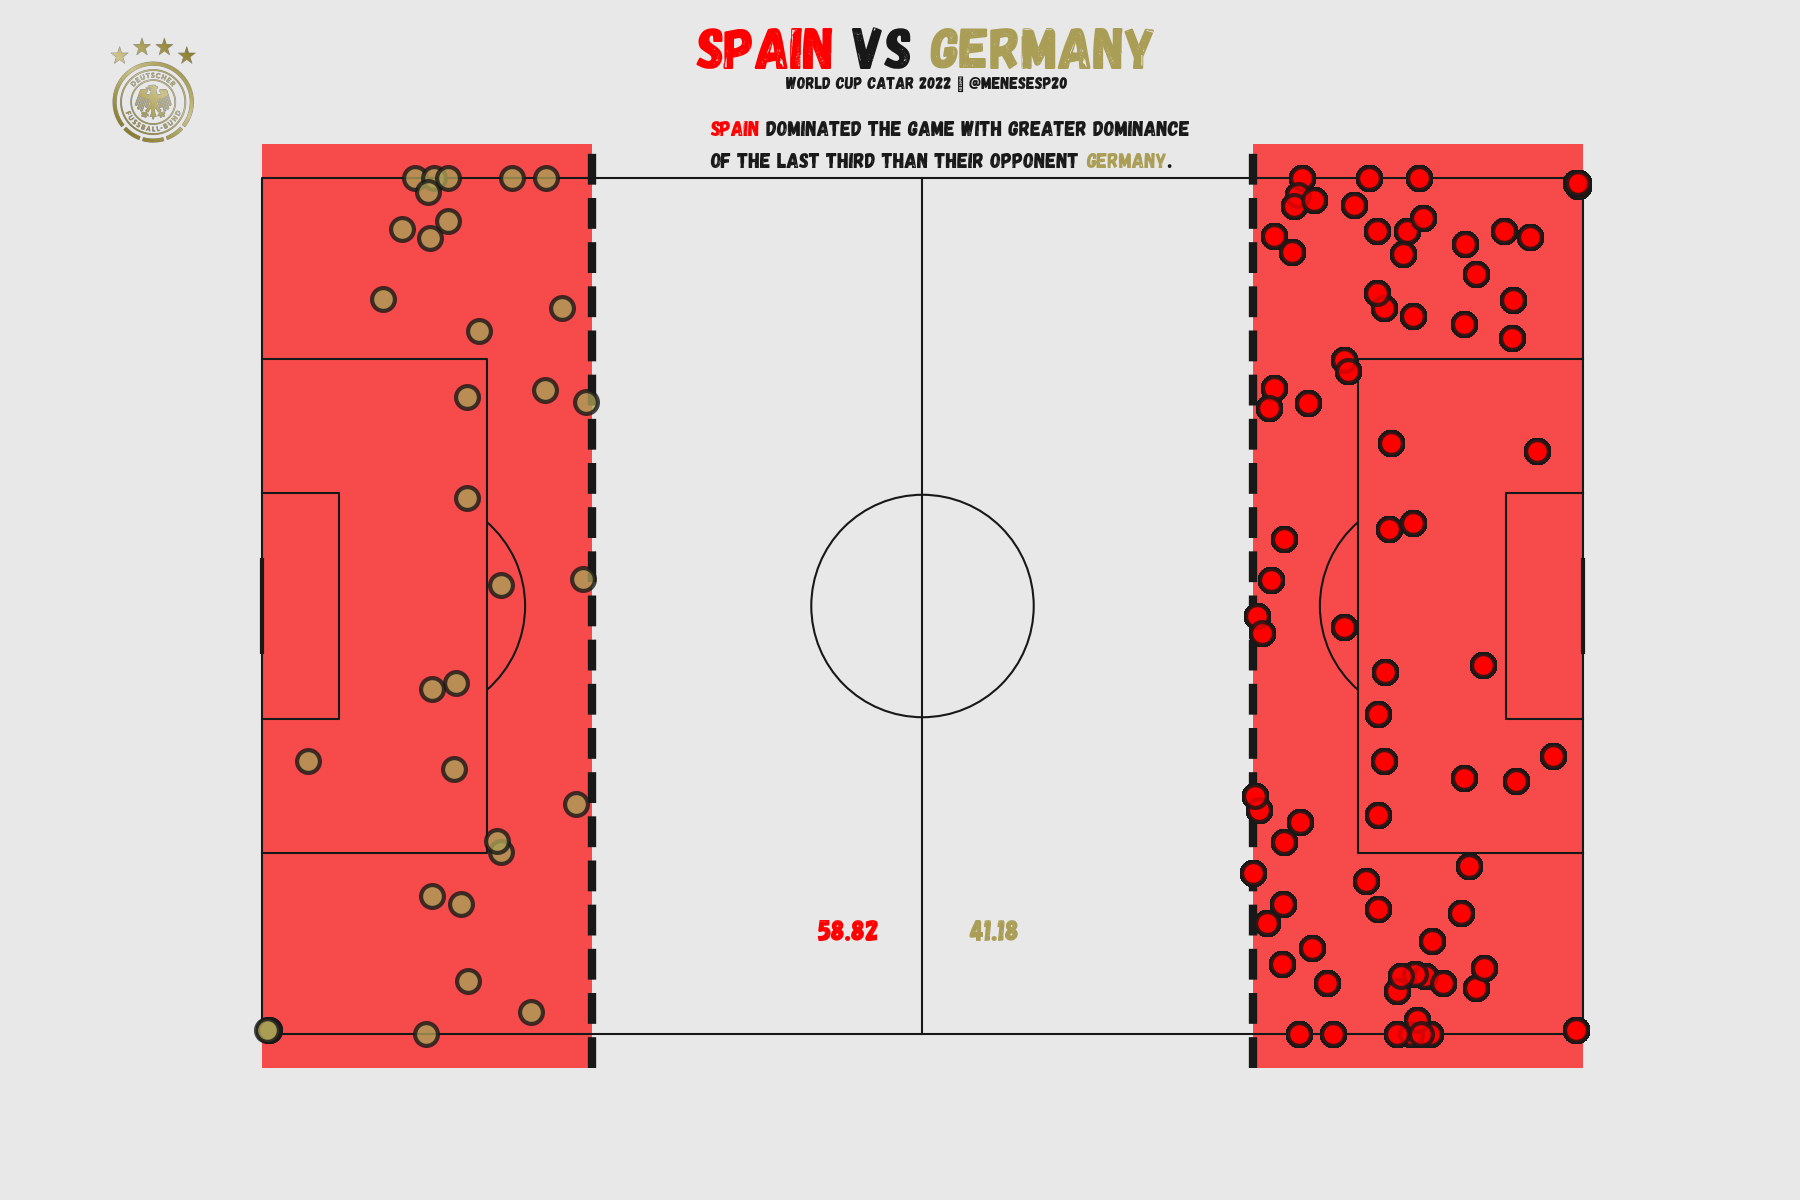 SPAIN VS GERMANY
WORLD CUP CATAR 2022 ▯ @MENESESP20
SPAIN DOMINATED THE GAME WITH GREATER DOMINANCE
OF THE LAST THIRD THAN THEIR OPPONENT GERMANY.
DEUTSCHER
FUSSBALL-BUND
58.82 41.18